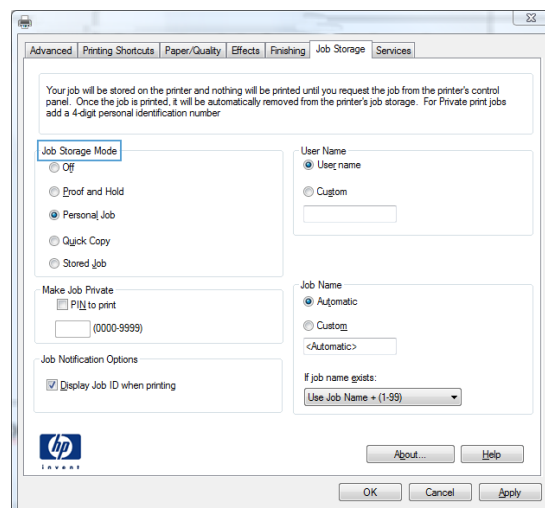 Advanced Printing Shortcuts Paper/Quality Effects Finishing Job Storage Services
Your job will be stored on the printer and nothing will be printed until you request the job from the printer's control
panel. Once the job is printed, it will be automatically removed from the printer's job storage. For Private print jobs
add a 4-digit personal identification number
Job Storage Mode
Off
Proof and Hold
Personal Job
Quick Copy
Stored Job
User Name
User name
Custom
Make Job Private
PIN to print
(0000-9999)
Job Name
Automatic
Custom
<Automatic>
If job name exists:
Use Job Name + (1-99)
Job Notification Options
Display Job ID when printing
hp
invent
About...
Help
OK
Cancel
Apply